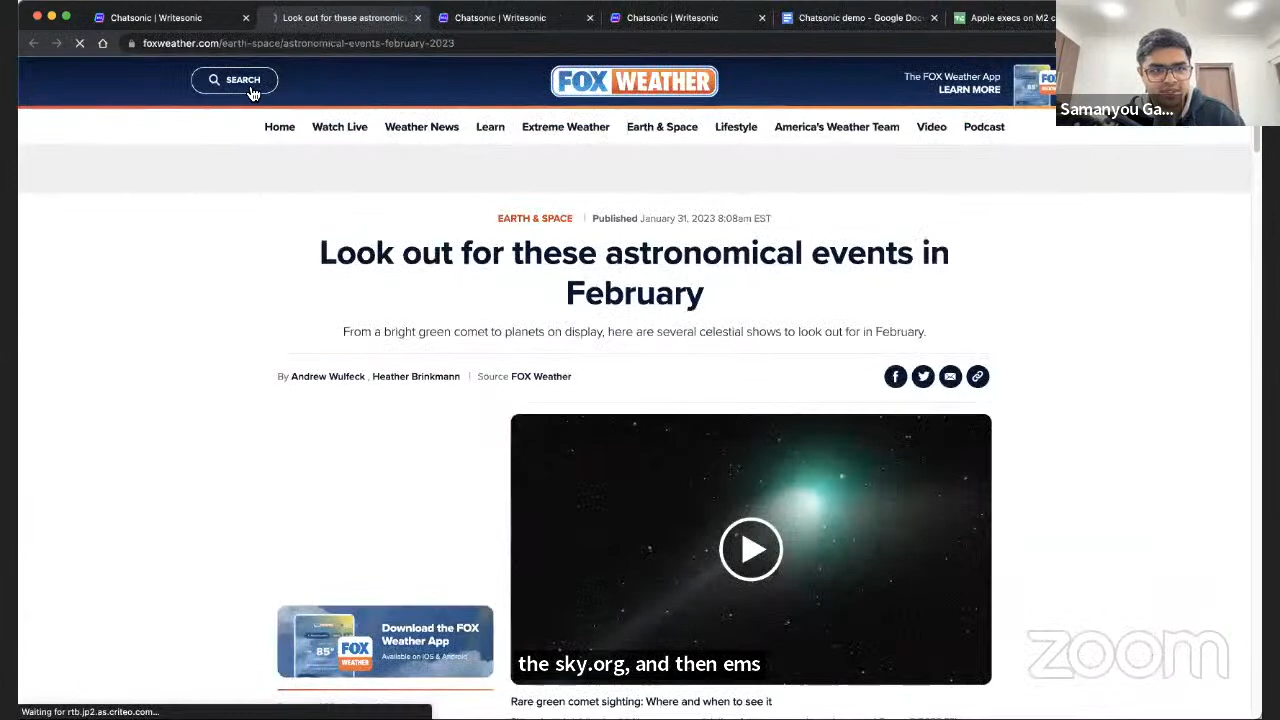 Chatsonic | Writesonic
Look out for these astronomic
Chatsonic | Writesonic
Chatsonic | Writesonic
Chatsonic demo - Google Doc
Apple execs on M2 c
foxweather.com/earth-space/astronomical-events-february-2023
SEARCH
FOX WEATHER
The FOX Weather App
LEARN MORE
Samanyou Ga...
Home Watch Live Weather News Learn Extreme Weather Earth & Space Lifestyle America's Weather Team Video Podcast
EARTH & SPACE | Published January 31, 2023 8:08am EST
Look out for these astronomical events in
February
From a bright green comet to planets on display, here are several celestial shows to look out for in February.
By Andrew Wulfeck , Heather Brinkmann | Source FOX Weather
Download the FOX
Weather App
Available on iOS & Android
85°
FOX
WEATHER
the sky.org, and then ems
zoom
Rare green comet sighting: Where and when to see it
Waiting for rtb.jp2.as.criteo.com...